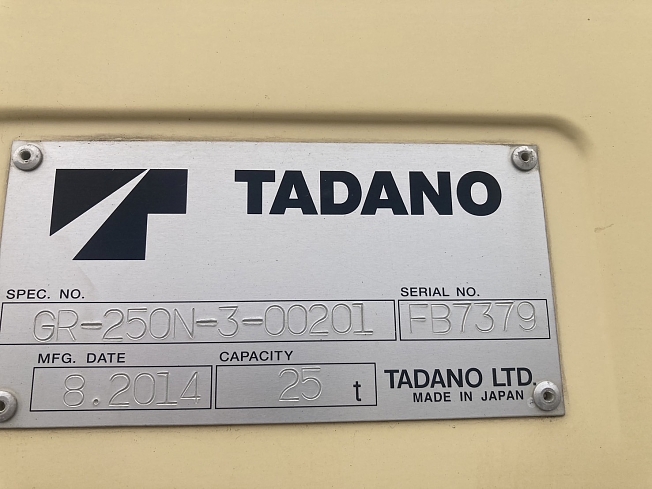 TADANO
SPEC. NO. SERIAL NO.
GR-250N-3-00201 FB7379
MFG. DATE CAPACITY
8.2014 25 t TADANO LTD.
MADE IN JAPAN